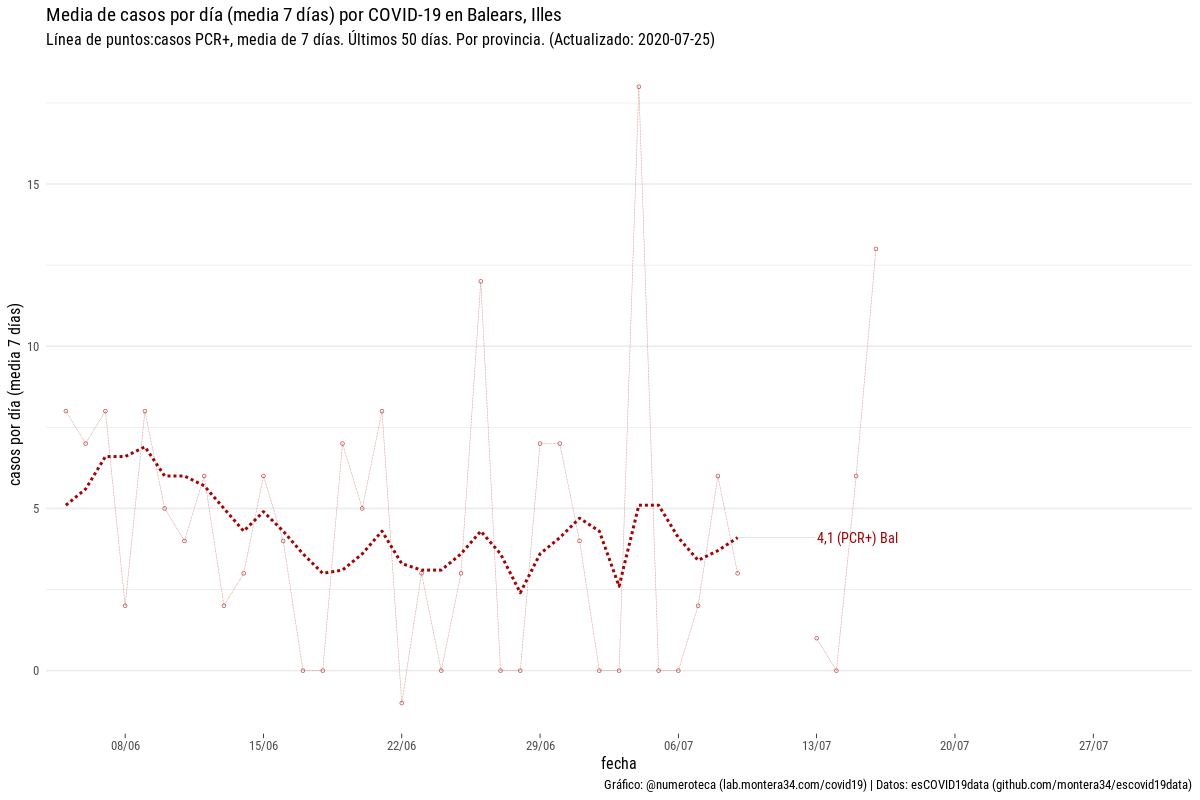 Media de casos por día (media 7 días) por COVID-19 en Balears, Illes
Línea de puntos:casos PCR+, media de 7 días. Últimos 50 días. Por provincia. (Actualizado: 2020-07-25)
casos por día (media 7 días)
15
10
5
0
4,1 (PCR+) Bal
08/06
15/06
22/06
29/06
06/07
13/07
20/07
27/07
fecha
Gráfico: @numeroteca (lab.montera34.com/covid19) | Datos: esCOVID19data (github.com/montera34/escovid19data)